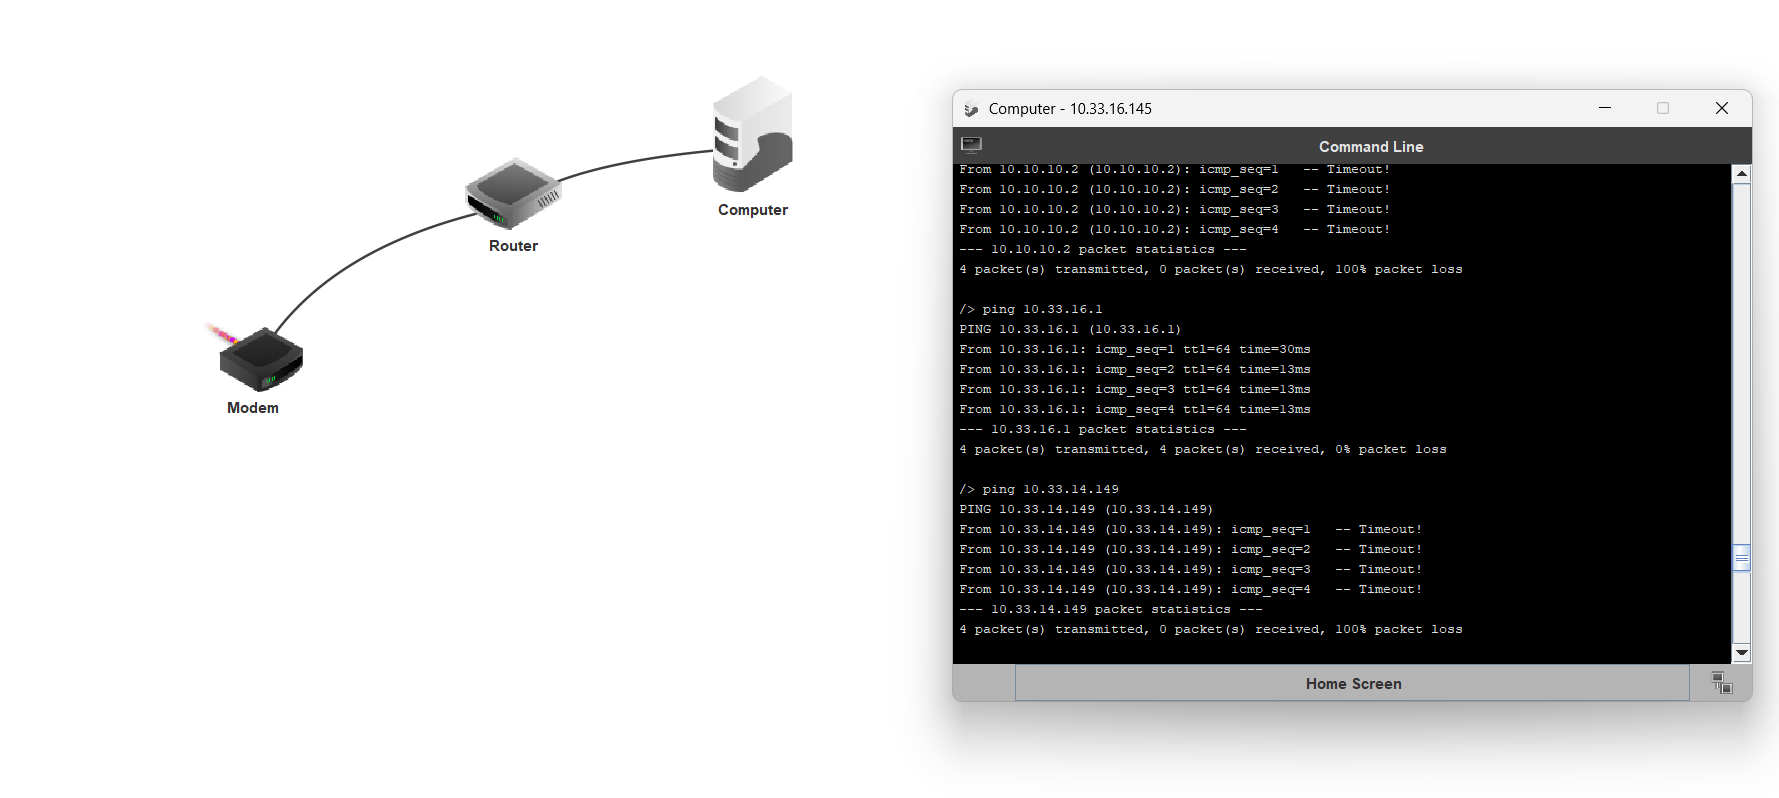 Computer
Router
Modem
Computer - 10.33.16.145
Command Line
From 10.10.10.2 (10.10.10.2): icmp_seq=1   -- Timeout!
From 10.10.10.2 (10.10.10.2): icmp_seq=2   -- Timeout!
From 10.10.10.2 (10.10.10.2): icmp_seq=3   -- Timeout!
From 10.10.10.2 (10.10.10.2): icmp_seq=4   -- Timeout!
--- 10.10.10.2 packet statistics ---
4 packet(s) transmitted, 0 packet(s) received, 100% packet loss
/> ping 10.33.16.1
PING 10.33.16.1 (10.33.16.1)
From 10.33.16.1: icmp_seq=1 ttl=64 time=30ms
From 10.33.16.1: icmp_seq=2 ttl=64 time=13ms
From 10.33.16.1: icmp_seq=3 ttl=64 time=13ms
From 10.33.16.1: icmp_seq=4 ttl=64 time=13ms
--- 10.33.16.1 packet statistics ---
4 packet(s) transmitted, 4 packet(s) received, 0% packet loss
/> ping 10.33.14.149
PING 10.33.14.149 (10.33.14.149)
From 10.33.14.149 (10.33.14.149): icmp_seq=1   -- Timeout!
From 10.33.14.149 (10.33.14.149): icmp_seq=2   -- Timeout!
From 10.33.14.149 (10.33.14.149): icmp_seq=3   -- Timeout!
From 10.33.14.149 (10.33.14.149): icmp_seq=4   -- Timeout!
--- 10.33.14.149 packet statistics ---
4 packet(s) transmitted, 0 packet(s) received, 100% packet loss
Home Screen